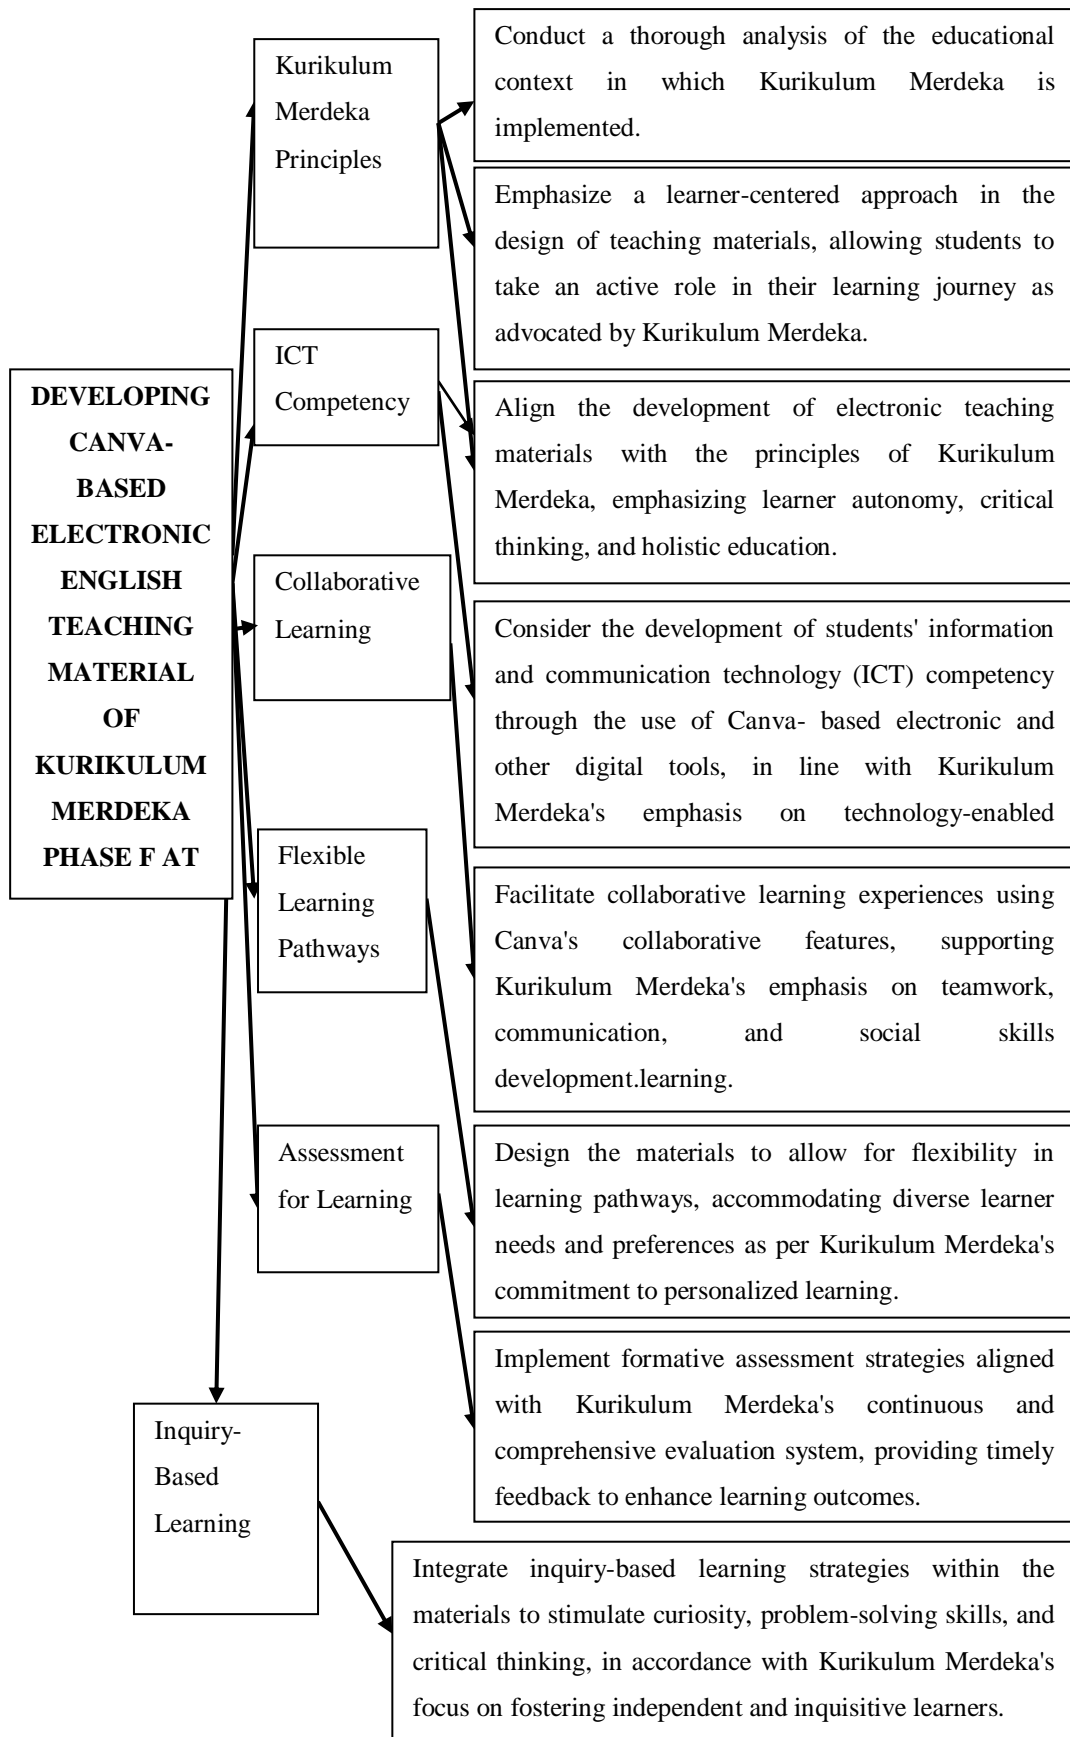 DEVELOPING
CANVA-
BASED
ELECTRONIC
ENGLISH
TEACHING
MATERIAL
OF
KURIKULUM
MERDEKA
PHASE F AT
Kurikulum
Merdeka
Principles
Conduct a thorough analysis of the educational
context in which Kurikulum Merdeka is
implemented.
Emphasize a learner-centered approach in the
design of teaching materials, allowing students to
take an active role in their learning journey as
advocated by Kurikulum Merdeka.
ICT
Competency
Align the development of electronic teaching
materials with the principles of Kurikulum
Merdeka, emphasizing learner autonomy, critical
thinking, and holistic education.
Collaborative
Learning
Consider the development of students' information
and communication technology (ICT) competency
through the use of Canva- based electronic and
other digital tools, in line with Kurikulum
Merdeka's emphasis on technology-enabled
Flexible
Learning
Pathways
Facilitate collaborative learning experiences using
Canva's collaborative features, supporting
Kurikulum Merdeka's emphasis on teamwork,
communication, and social skills
development.learning.
Assessment
for Learning
Design the materials to allow for flexibility in
learning pathways, accommodating diverse learner
needs and preferences as per Kurikulum Merdeka's
commitment to personalized learning.
Implement formative assessment strategies aligned
with Kurikulum Merdeka's continuous and
comprehensive evaluation system, providing timely
feedback to enhance learning outcomes.
Inquiry-
Based
Learning
Integrate inquiry-based learning strategies within the
materials to stimulate curiosity, problem-solving skills, and
critical thinking, in accordance with Kurikulum Merdeka's
focus on fostering independent and inquisitive learners.